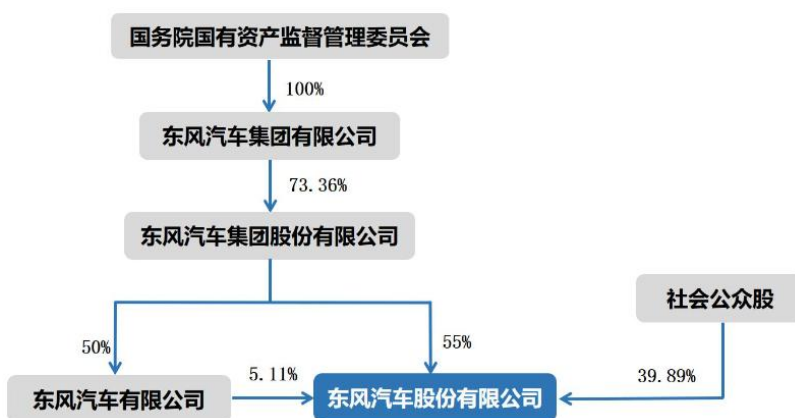 国务院国有资产监督管理委员会
100%
东风汽车集团有限公司
73.36%
东风汽车集团股份有限公司
社会公众股
50%
55%
5.11%
39.89%
东风汽车有限公司
东风汽车股份有限公司